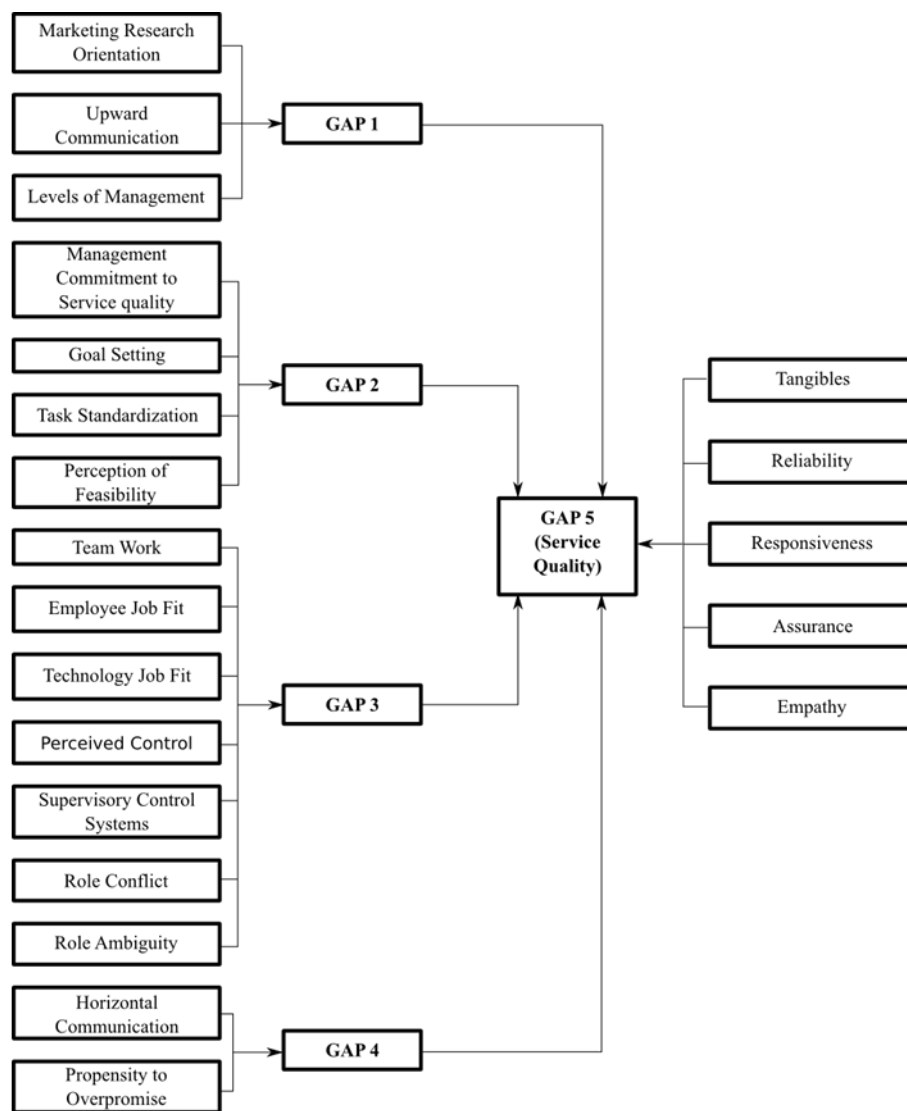 Marketing Research
Orientation
Upward
Communication
Levels of Management
GAP 1
Management
Commitment to
Service quality
Goal Setting
Task Standardization
Perception of
Feasibility
GAP 2
Team Work
Employee Job Fit
Technology Job Fit
Perceived Control
Supervisory Control
Systems
Role Conflict
Role Ambiguity
GAP 3
Horizontal
Communication
Propensity to
Overpromise
GAP 4
GAP 5
(Service
Quality)
Tangibles
Reliability
Responsiveness
Assurance
Empathy